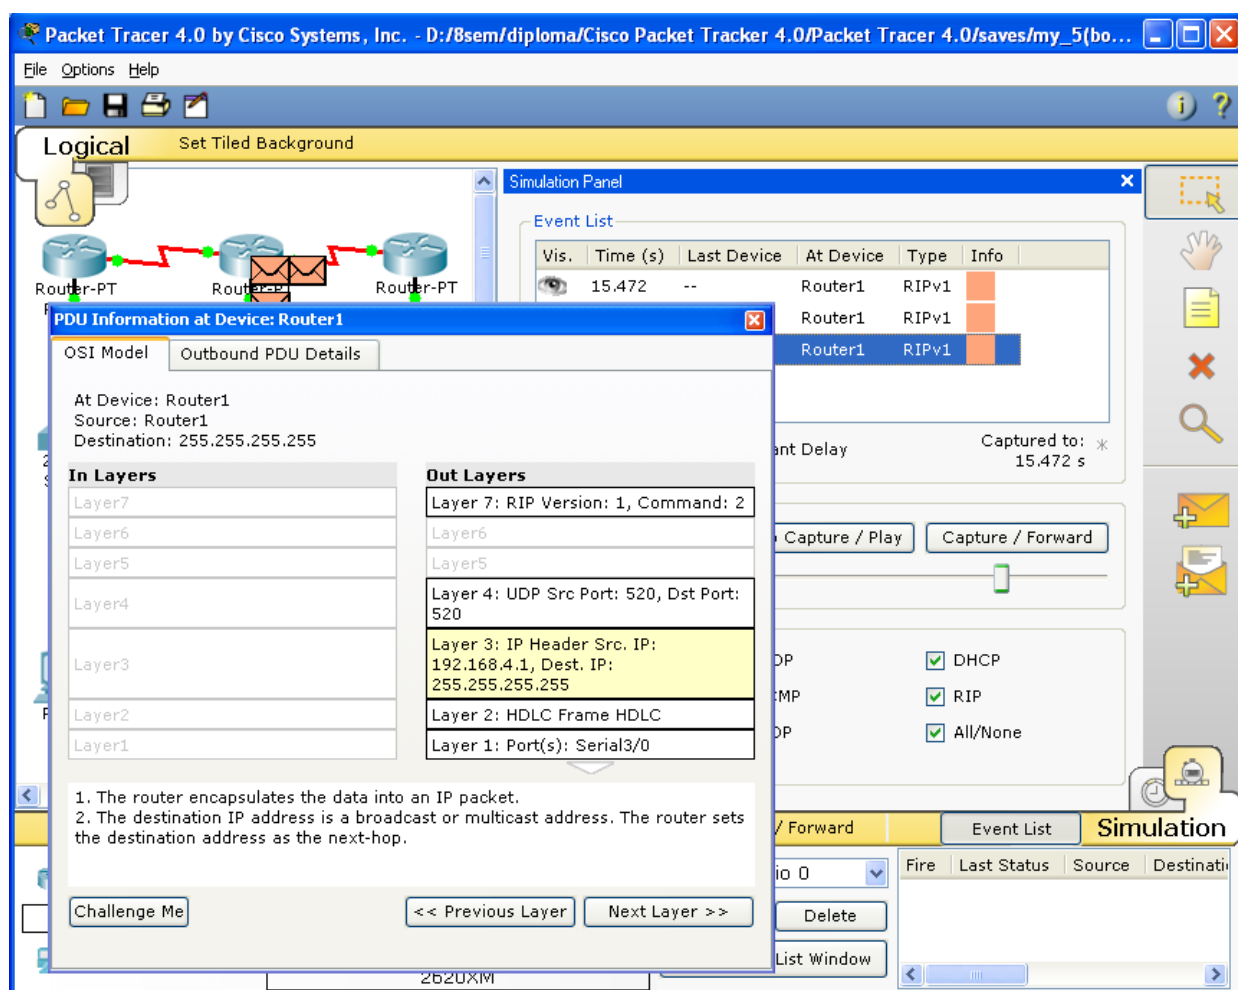 Packet Tracer 4.0 by Cisco Systems, Inc. - D:/8sem/diploma/Cisco Packet Tracker 4.0/Packet Tracer 4.0/saves/my_5(bo...
File Options Help
Logical Set Tiled Background
Simulation Panel
Event List
Vis. Time (s) Last Device At Device Type Info
15.472 -- Router1 RIPv1
Router1 RIPv1
Router1 RIPv1
Router-PT Router-P Router-PT
PDU Information at Device: Router1
OSI Model Outbound PDU Details
At Device: Router1
Source: Router1
Destination: 255.255.255.255
In Layers Out Layers
Layer7 Layer 7: RIP Version: 1, Command: 2
Layer6 Layer6
Layer5 Layer5
Layer4 Layer 4: UDP Src Port: 520, Dst Port:
520
Layer3 Layer 3: IP Header Src. IP:
192.168.4.1, Dest. IP:
255.255.255.255
Layer2 Layer 2: HDLC Frame HDLC
Layer1 Layer 1: Port(s): Serial3/0
1. The router encapsulates the data into an IP packet.
2. The destination IP address is a broadcast or multicast address. The router sets
the destination address as the next-hop.
Challenge Me << Previous Layer Next Layer >>
ant Delay Captured to: *
15.472 s
Capture / Play Capture / Forward
DP DHCP
MP RIP
DP All/None
/ Forward Event List Simulation
io 0 Fire Last Status Source Destinati
Delete
List Window
2620XM